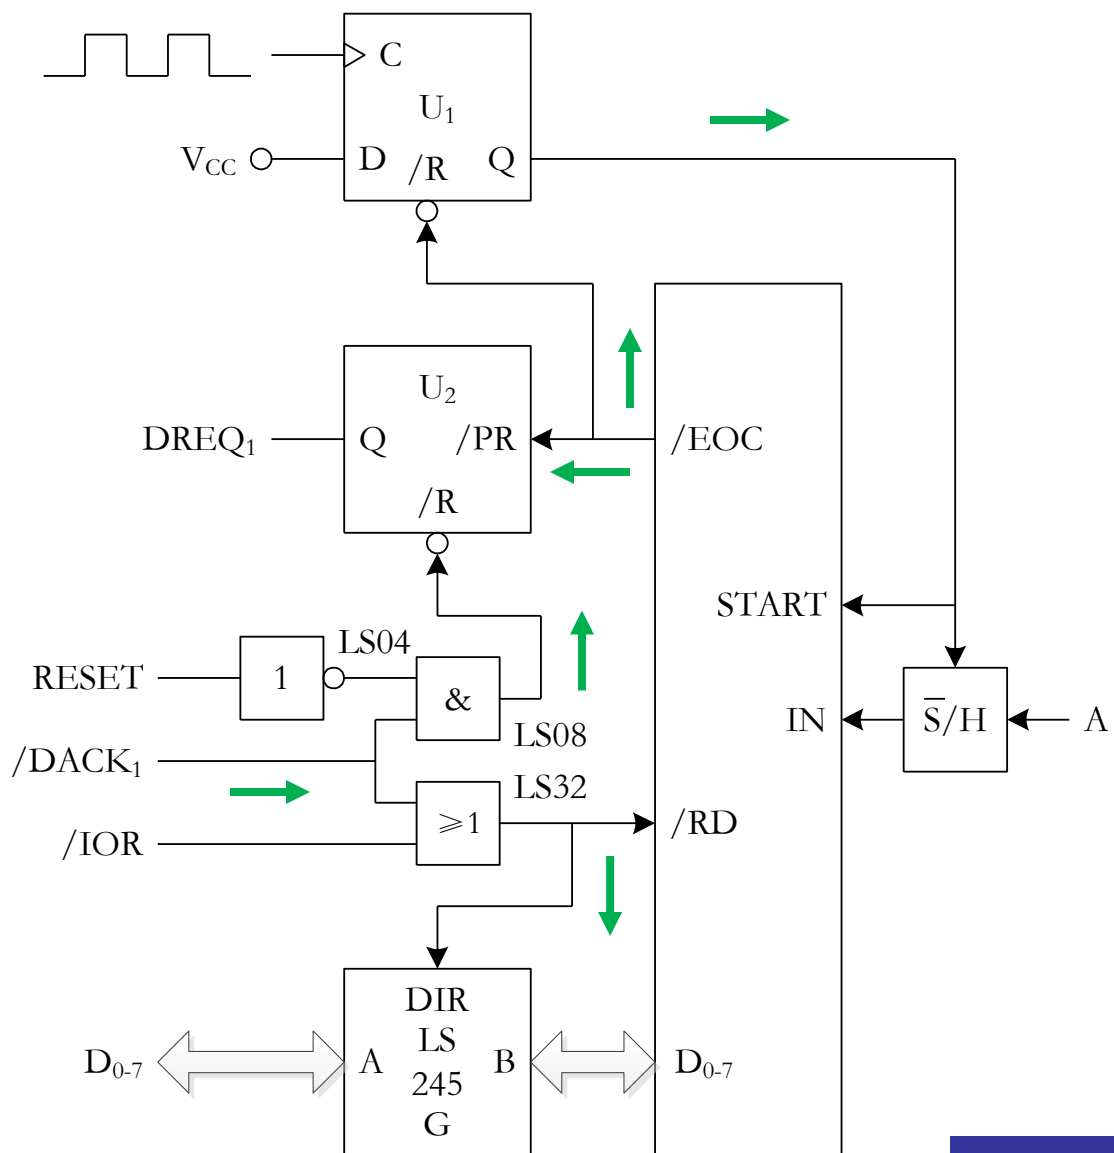 C
U₁
V_CC
D
/R
Q
U₂
DREQ₁
Q
/PR
/EOC
/R
START
LS04
RESET
1
&
LS08
IN
S̅/H
A
/DACK₁
LS32
≥1
/RD
/IOR
DIR
LS
D₀₋₇
A
B
D₀₋₇
245
G